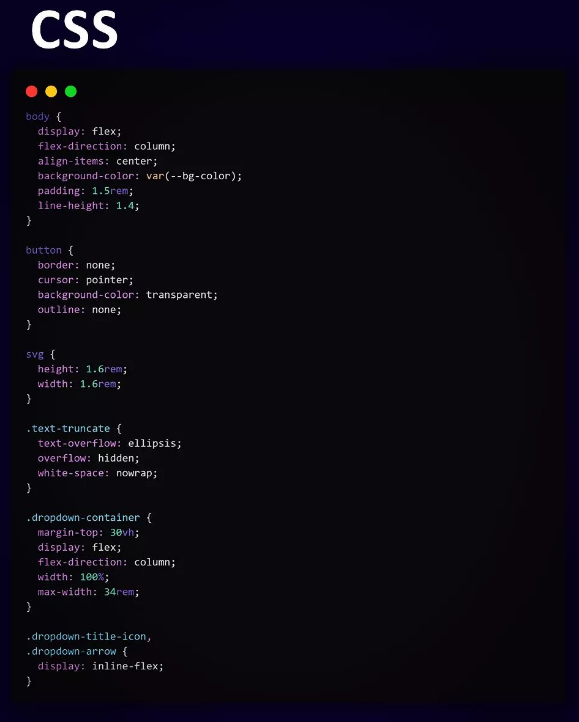 CSS
body {
  display: flex;
  flex-direction: column;
  align-items: center;
  background-color: var(--bg-color);
  padding: 1.5rem;
  line-height: 1.4;
}
button {
  border: none;
  cursor: pointer;
  background-color: transparent;
  outline: none;
}
svg {
  height: 1.6rem;
  width: 1.6rem;
}
.text-truncate {
  text-overflow: ellipsis;
  overflow: hidden;
  white-space: nowrap;
}
.dropdown-container {
  margin-top: 30vh;
  display: flex;
  flex-direction: column;
  width: 100%;
  max-width: 34rem;
}
.dropdown-title-icon,
.dropdown-arrow {
  display: inline-flex;
}